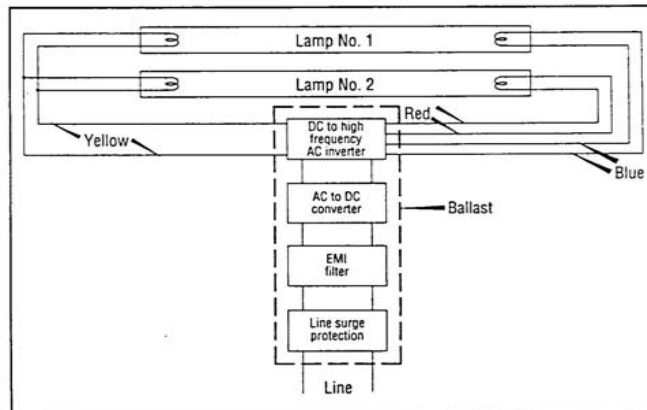 Lamp No. 1
Lamp No. 2
Red
DC to high
frequency
AC inverter
Yellow
Blue
AC to DC
converter
Ballast
EMI
filter
Line surge
protection
Line